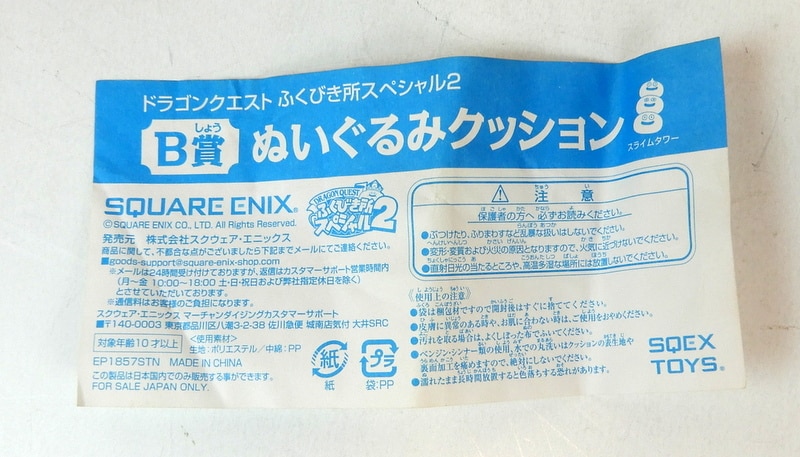 ドラゴンクエスト ふくびき所スペシャル2
B賞 ぬいぐるみクッション
しょう
スライムタワー
SQUARE ENIX®
©SQUARE ENIX CO., LTD. All Rights Reserved.
DRAGON QUEST
ふくびき所
スペシャル2
発売元 株式会社スクウェア・エニックス
商品に関して、不都合な点がございましたら下記までメールにてご連絡ください。
■goods-support@square-enix-shop.com
※メールは24時間受け付けておりますが、返信はカスタマーサポート営業時間内
(月～金 10:00～18:00 土・日・祝日および弊社指定休日を除く)
とさせていただいております。
※通信料はお客様のご負担になります。
スクウェア・エニックス マーチャンダイジングカスタマーサポート
■〒140-0003 東京都品川区八潮3-2-38 佐川急便 城南店気付 大井SRC
対象年齢10才以上
<使用素材>
生地:ポリエステル/中綿:PP
EP1857STN MADE IN CHINA
この製品は日本国内でのみ販売する事ができます。
FOR SALE JAPAN ONLY.
紙
紙
プラ
袋:PP
注意
ちゅう い
保護者の方へ 必ずお読みください。
●ぶつけたり、ふりまわすなど乱暴な扱いはしないでください。
●変形・変質および火災の原因となりますので、火気に近づけないでください。
●直射日光の当たるところや、高温多湿な場所には放置しないでください。
《使用上の注意》
●袋は梱包材ですので開封後はすぐに捨ててください。
●皮膚に異常のある時や、お肌に合わない時は、ご使用をおやめください。
●汚れを取る場合は、よくしぼった布でふいてください。
●ベンジン・シンナー類の使用、水での丸洗いはクッションの表生地や
裏面加工を痛めますので、絶対にしないでください。
●濡れたまま長時間放置すると色落ちする恐れがあります。
SQEX
TOYS®